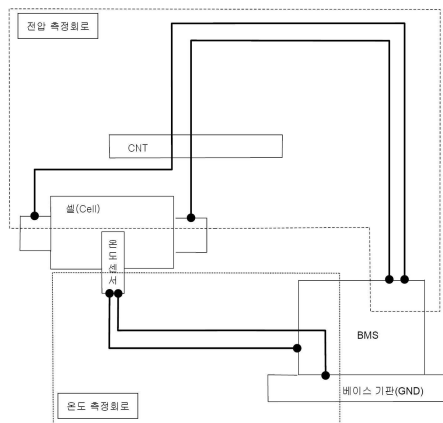 전압 측정회로
CNT
셀(Cell)
온도센서
BMS
베이스 기판(GND)
온도 측정회로